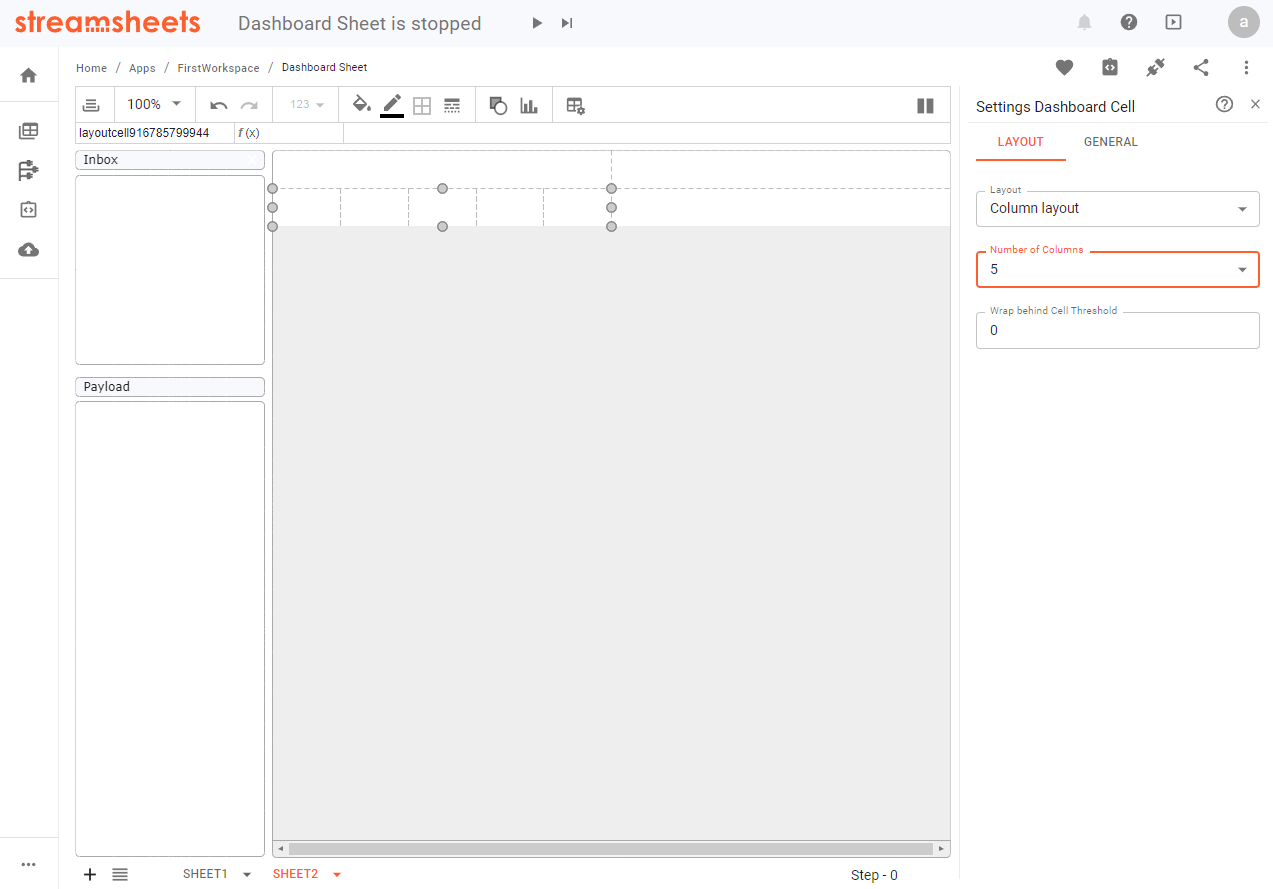 streamsheets
Dashboard Sheet is stopped
a
Home / Apps / FirstWorkspace / Dashboard Sheet
100%
123
layoutcell916785799944
f (x)
Inbox
Payload
Settings Dashboard Cell
LAYOUT
GENERAL
Layout
Column layout
Number of Columns
5
Wrap behind Cell Threshold
0
SHEET1
SHEET2
Step - 0